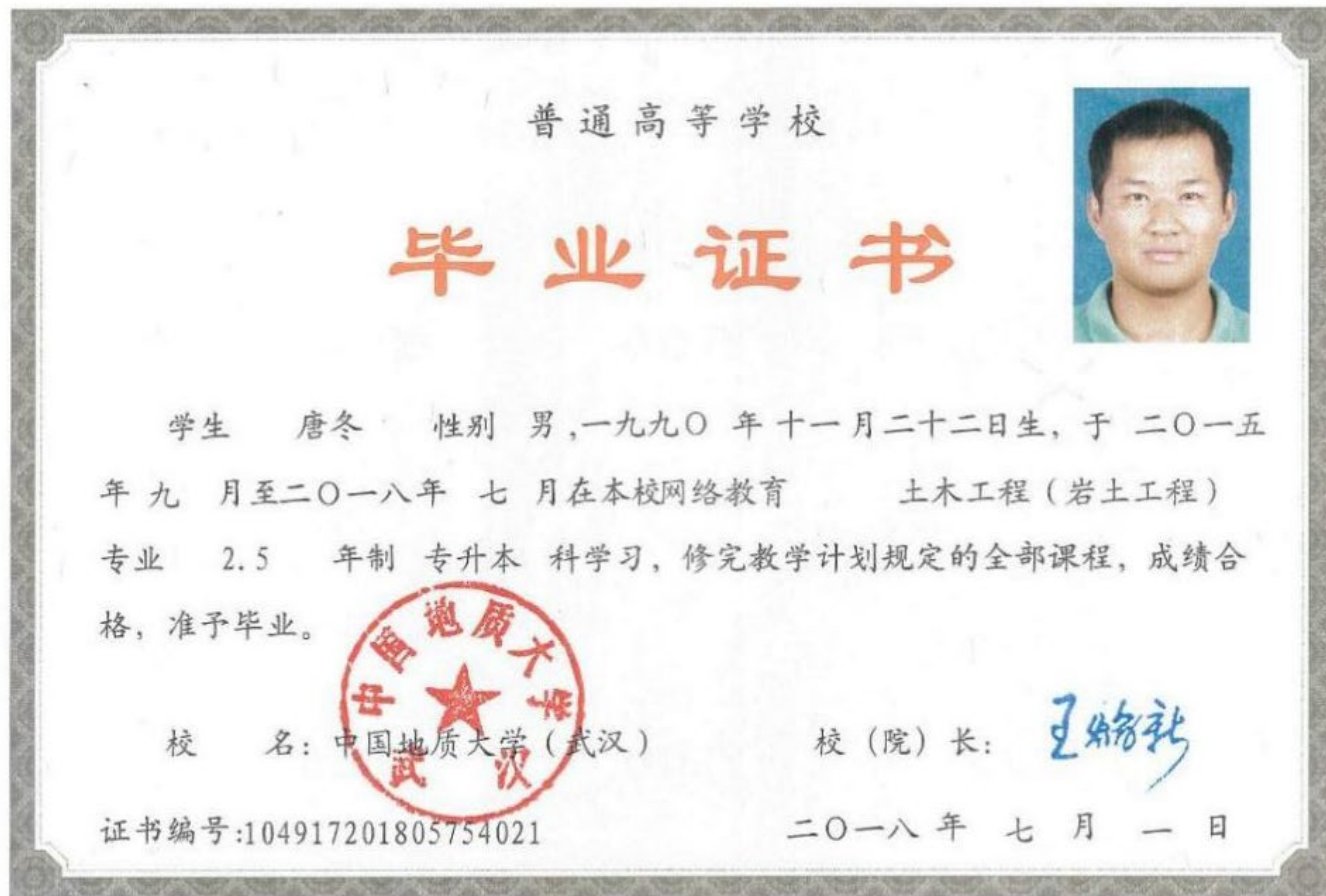 普通高等学校
毕业证书
学生 唐冬 性别 男,一九九〇 年 十一月二十二日生, 于 二〇一五
年 九 月至二〇一八年 七 月在本校网络教育 土木工程(岩土工程)
专业 2.5 年制 专升本 科学习, 修完教学计划规定的全部课程, 成绩合
格, 准予毕业。
中国地质大学
武汉
校 名: 中国地质大学(武汉) 校(院)长: 王焰新
证书编号:104917201805754021 二〇一八 年 七 月 一 日